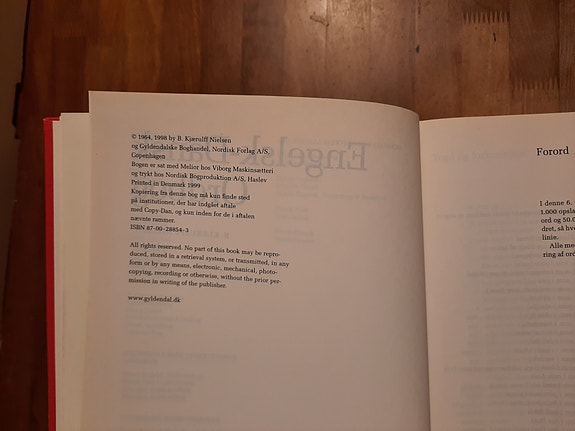 © 1964, 1998 by B. Kjærulff Nielsen
og Gyldendalske Boghandel, Nordisk Forlag A/S,
Copenhagen
Bogen er sat med Melior hos Viborg Maskinsætteri
og trykt hos Nordisk Bogproduktion A/S, Haslev
Printed in Denmark 1999
Kopiering fra denne bog må kun finde sted
på institutioner, der har indgået aftale
med Copy-Dan, og kun inden for de i aftalen
nævnte rammer.
ISBN 87-00-28854-3
All rights reserved. No part of this book may be repro-
duced, stored in a retrieval system, or transmitted, in any
form or by any means, electronic, mechanical, photo-
copying, recording or otherwise, without the prior per-
mission in writing of the publisher.
www.gyldendal.dk
Forord
I denne 6.
1.000 opsla
ord og 50.0
dret, så hve
linie.
Alle me
ring af ord